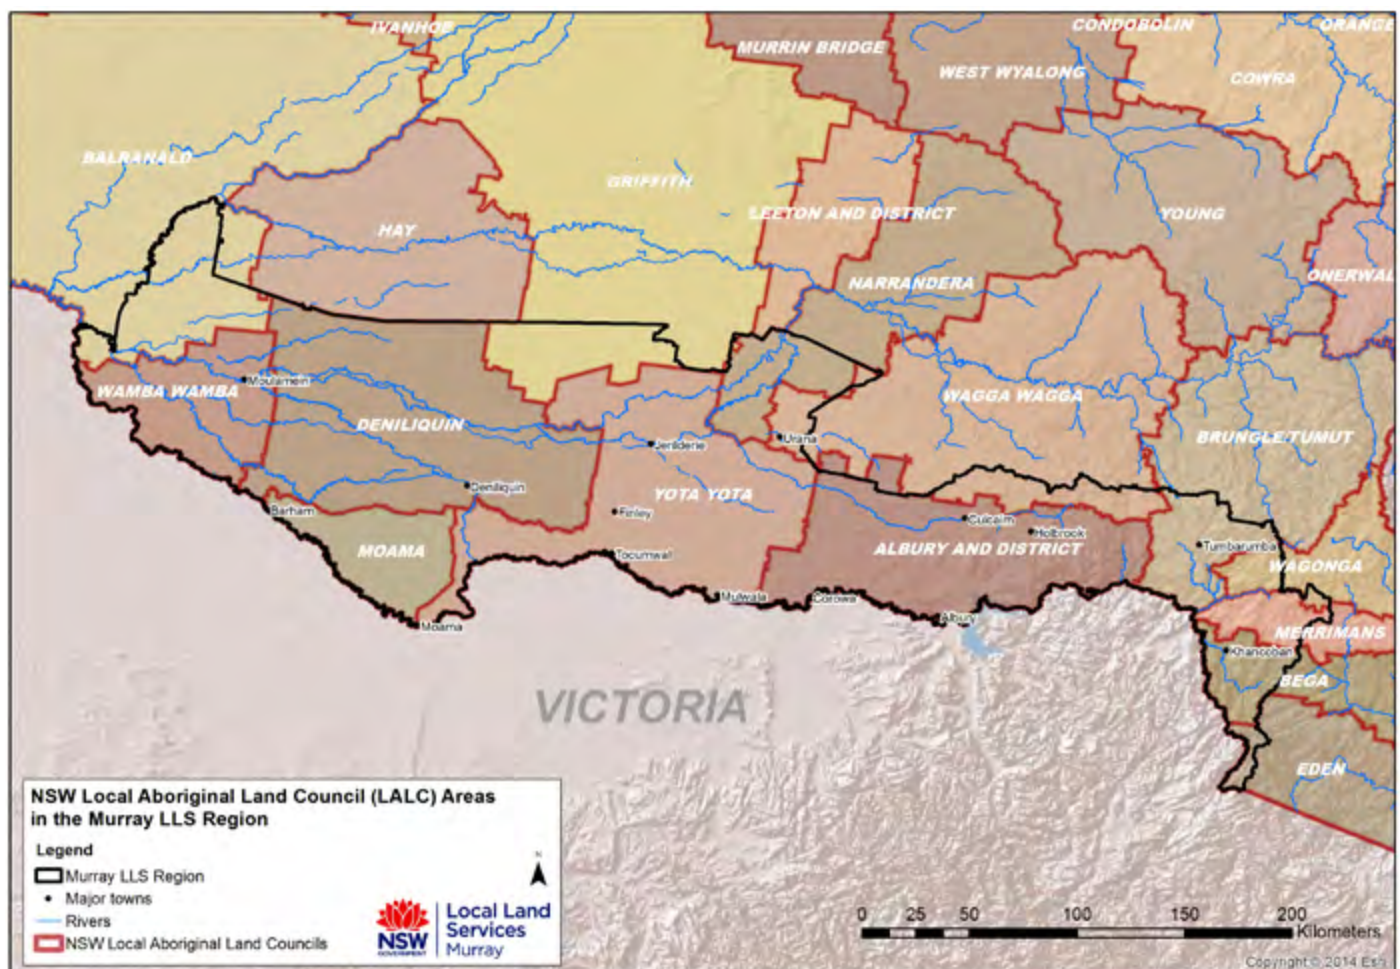 IVANHOE
MURRIN BRIDGE
CONDOBOLIN
ORANGE
WEST WYALONG
COWRA
BALRANALD
GRIFFITH
HAY
LEETON AND DISTRICT
YOUNG
NARRANDERA
ONERWAL
Moulamein
WAMBA WAMBA
DENILIQUIN
WAGGA WAGGA
BRUNGLE/TUMUT
Urana
Jerilderie
Deniliquin
YOTA YOTA
Barham
Finley
Culcairn
Holbrook
MOAMA
Tocumwal
ALBURY AND DISTRICT
Tumbarumba
WAGONGA
Mulwala
Corowa
Albury
Moama
MERRIMANS
Khancoban
BEGA
VICTORIA
EDEN
NSW Local Aboriginal Land Council (LALC) Areas
in the Murray LLS Region
Legend
Murray LLS Region
Major towns
Rivers
NSW Local Aboriginal Land Councils
N
NSW
GOVERNMENT
Local Land
Services
Murray
0 25 50 100 150 200
Kilometers
Copyright © 2014 Esri